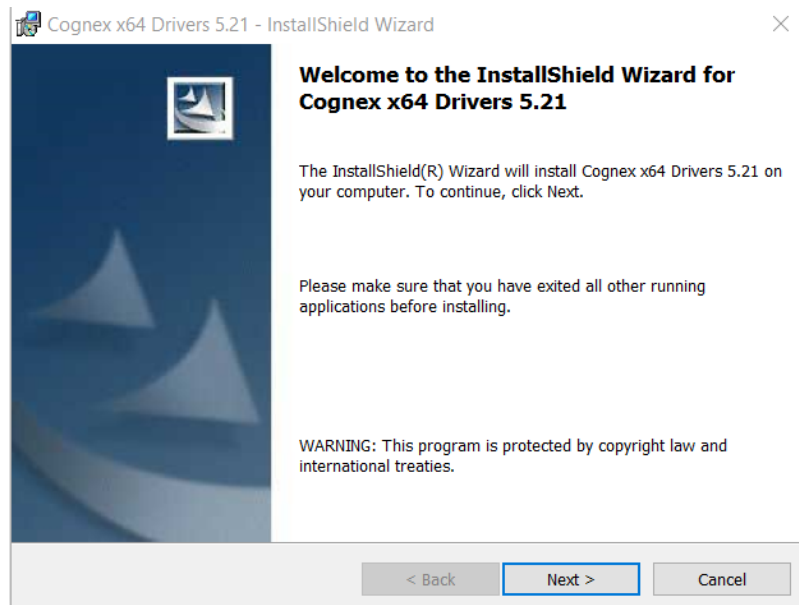 Cognex x64 Drivers 5.21 - InstallShield Wizard
Welcome to the InstallShield Wizard for
Cognex x64 Drivers 5.21
The InstallShield(R) Wizard will install Cognex x64 Drivers 5.21 on
your computer. To continue, click Next.
Please make sure that you have exited all other running
applications before installing.
WARNING: This program is protected by copyright law and
international treaties.
< Back
Next >
Cancel